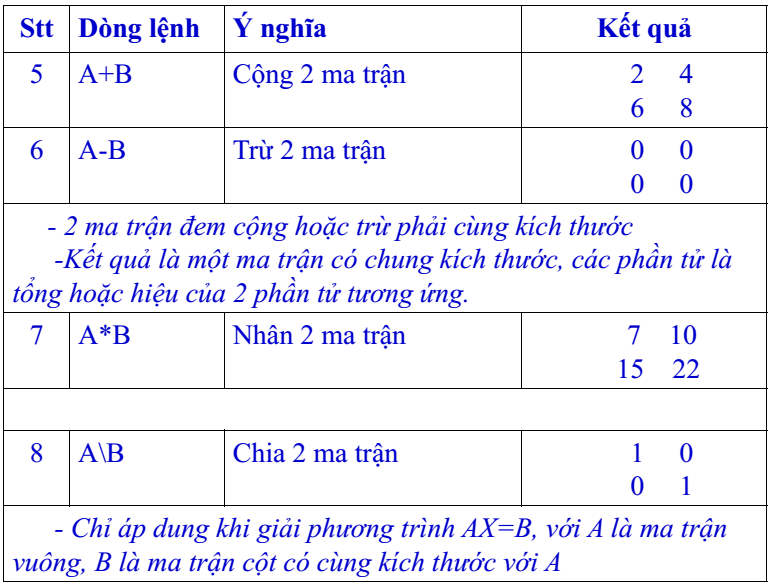 Stt Dòng lệnh Ý nghĩa Kết quả
5 A+B Cộng 2 ma trận 2 4
6 8
6 A-B Trừ 2 ma trận 0 0
0 0
- 2 ma trận đem cộng hoặc trừ phải cùng kích thước
-Kết quả là một ma trận có chung kích thước, các phần tử là
tổng hoặc hiệu của 2 phần tử tương ứng.
7 A*B Nhân 2 ma trận 7 10
15 22
8 A\B Chia 2 ma trận 1 0
0 1
- Chỉ áp dung khi giải phương trình AX=B, với A là ma trận
vuông, B là ma trận cột có cùng kích thước với A